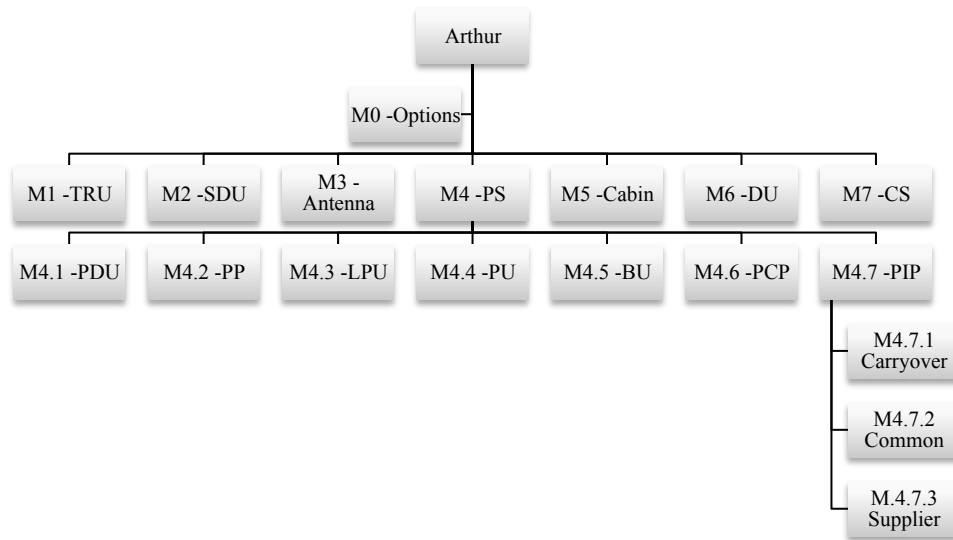 Arthur
M0 -Options
M1 -TRU
M2 -SDU
M3 -
Antenna
M4 -PS
M5 -Cabin
M6 -DU
M7 -CS
M4.1 -PDU
M4.2 -PP
M4.3 -LPU
M4.4 -PU
M4.5 -BU
M4.6 -PCP
M4.7 -PIP
M4.7.1
Carryover
M4.7.2
Common
M.4.7.3
Supplier